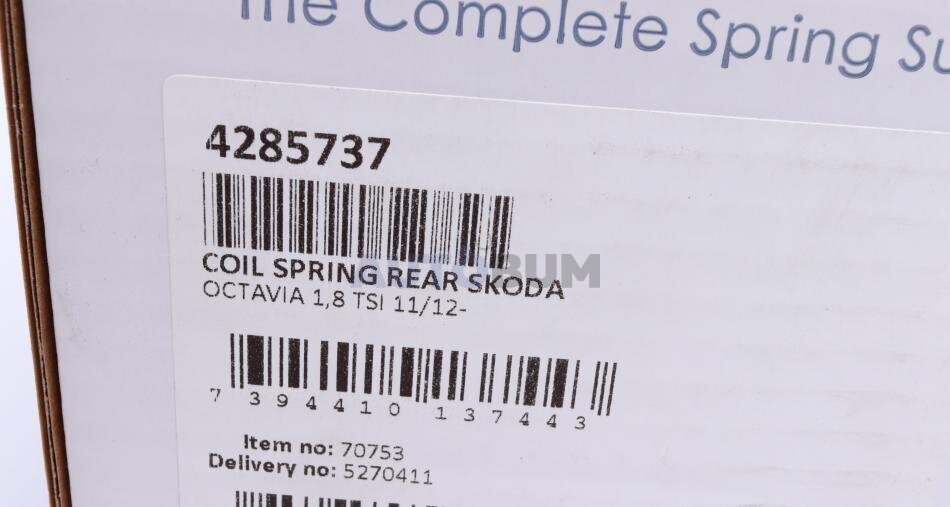 The Complete Spring Su
4285737
COIL SPRING REAR SKODA
OCTAVIA 1,8 TSI 11/12-
7 394410 137443
Item no: 70753
Delivery no: 5270411
AUTOBUM